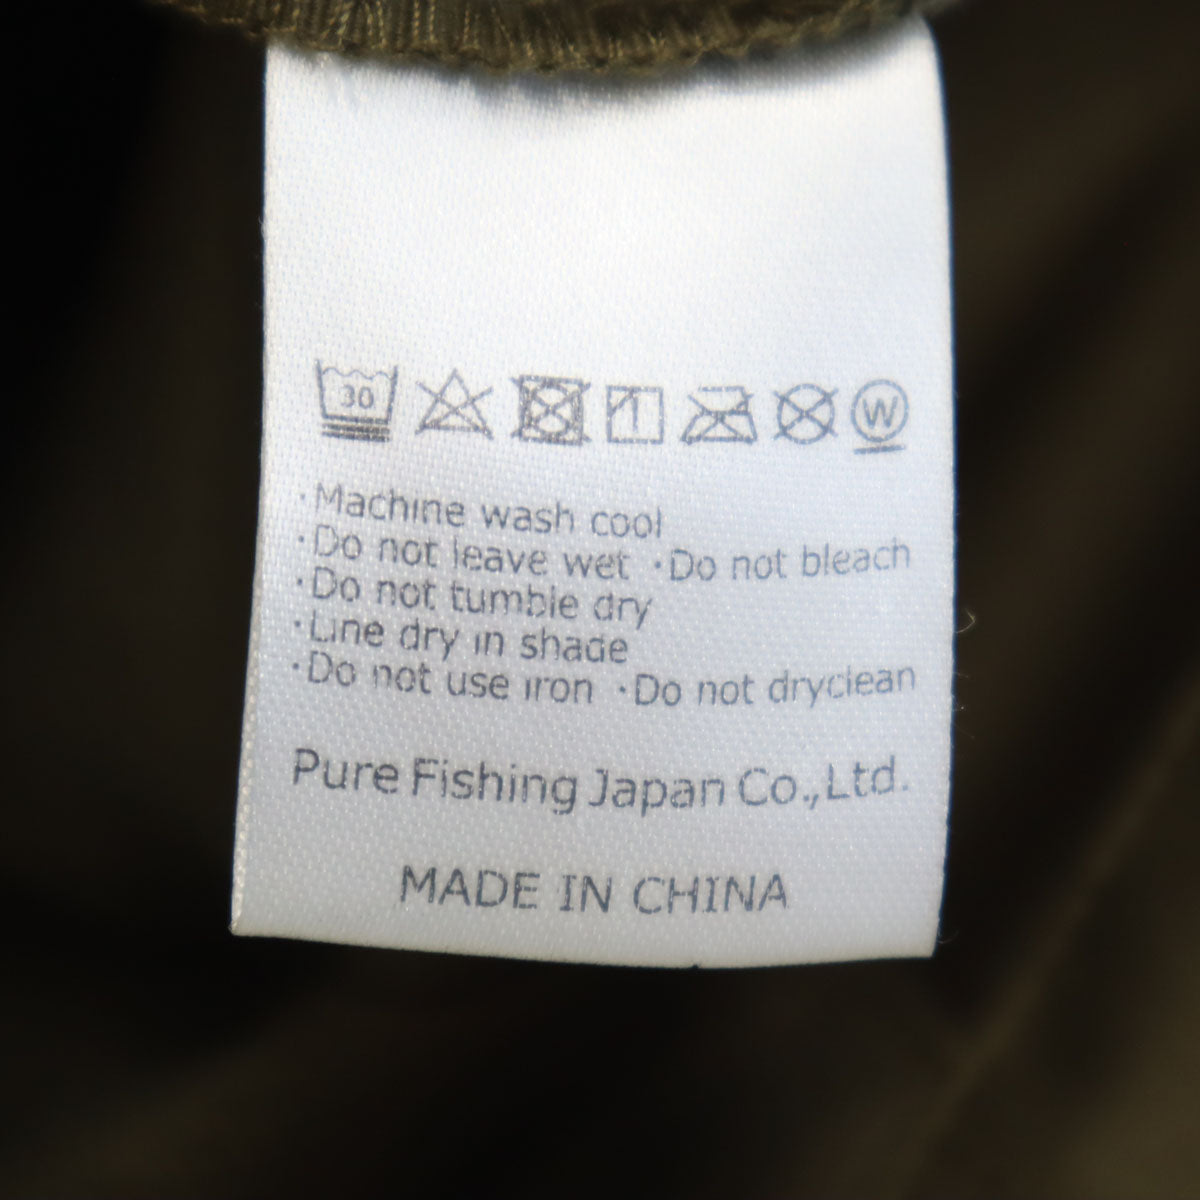 30 W
·Machine wash cool
·Do not leave wet ·Do not bleach
·Do not tumble dry
·Line dry in shade
·Do not use iron ·Do not dryclean
Pure Fishing Japan Co.,Ltd.
MADE IN CHINA